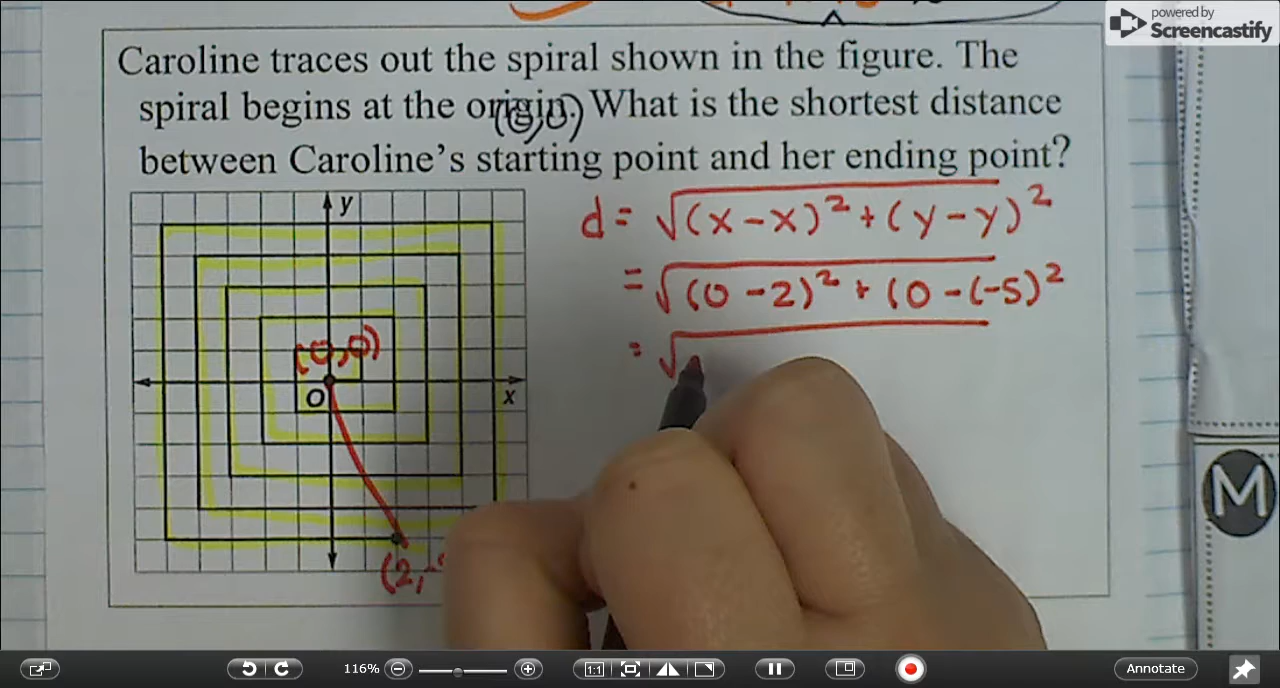 powered by
Screencastify
Caroline traces out the spiral shown in the figure. The
spiral begins at the origin. What is the shortest distance
(0,0)
between Caroline's starting point and her ending point?
y
d = √(x-x)² + (y-y)²
= √(0-2)² + (0-(-5)²
= √
(0,0)
O
x
(2,
M
116%
1:1
Annotate